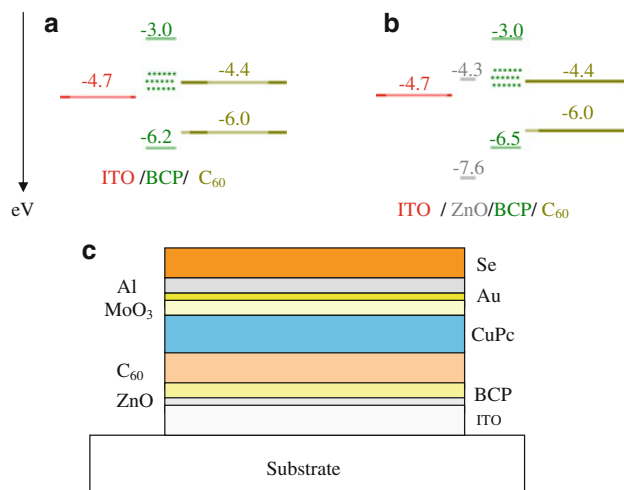 a
-3.0
-4.7
-4.4
-6.0
-6.2
ITO /BCP/ C60
eV
b
-3.0
-4.3
-4.7
-4.4
-6.0
-6.5
-7.6
ITO / ZnO/BCP/ C60
c
Se
Al
Au
MoO3
CuPc
C60
BCP
ZnO
ITO
Substrate